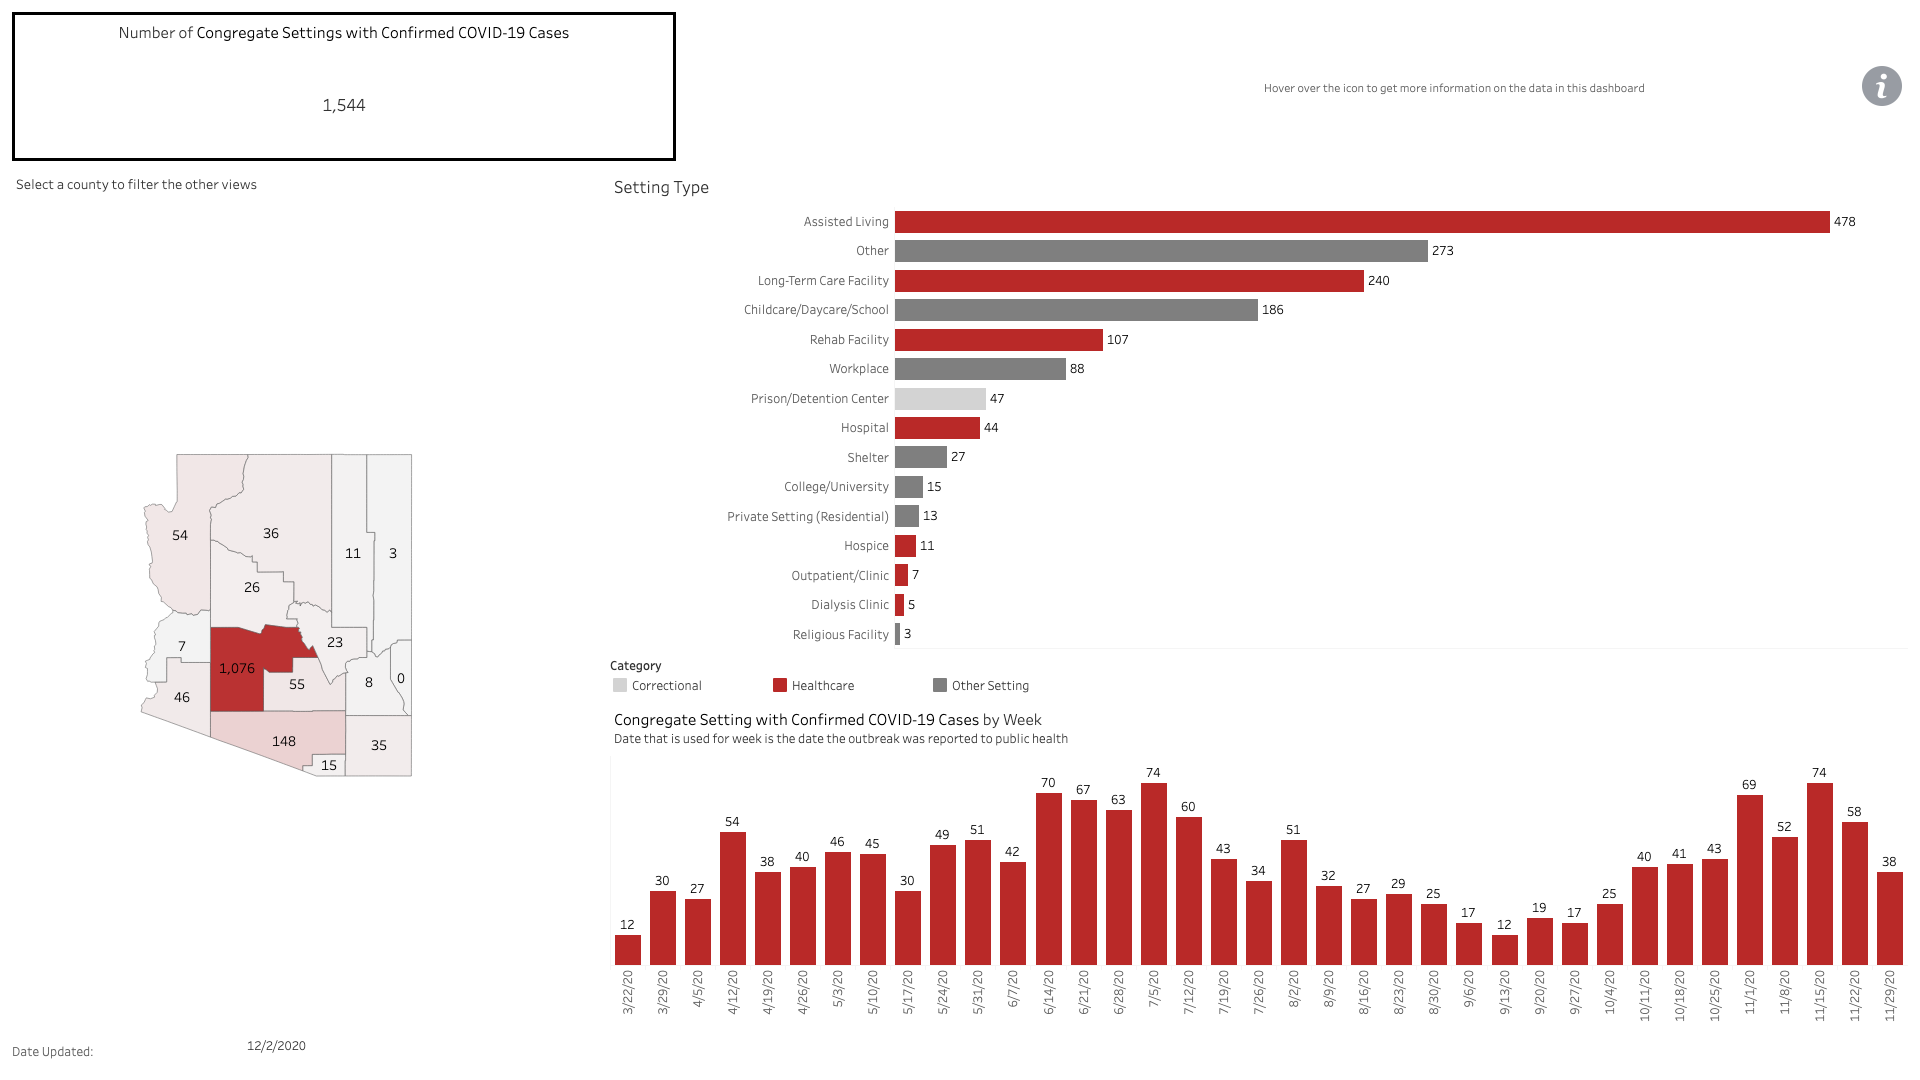 Number of Congregate Settings with Confirmed COVID-19 Cases
1,544
Hover over the icon to get more information on the data in this dashboard
i
Select a county to filter the other views
54
36
11
3
26
7
23
1,076
46
55
8
0
148
35
15
Setting Type
Assisted Living 478
Other 273
Long-Term Care Facility 240
Childcare/Daycare/School 186
Rehab Facility 107
Workplace 88
Prison/Detention Center 47
Hospital 44
Shelter 27
College/University 15
Private Setting (Residential) 13
Hospice 11
Outpatient/Clinic 7
Dialysis Clinic 5
Religious Facility 3
Category
Correctional Healthcare Other Setting
Congregate Setting with Confirmed COVID-19 Cases by Week
Date that is used for week is the date the outbreak was reported to public health
12 30 27 54 38 40 46 45 30 49 51 42 70 67 63 74 60 43 34 51 32 27 29 25 17 12 19 17 25 40 41 43 69 52 74 58 38
3/22/20 3/29/20 4/5/20 4/12/20 4/19/20 4/26/20 5/3/20 5/10/20 5/17/20 5/24/20 5/31/20 6/7/20 6/14/20 6/21/20 6/28/20 7/5/20 7/12/20 7/19/20 7/26/20 8/2/20 8/9/20 8/16/20 8/23/20 8/30/20 9/6/20 9/13/20 9/20/20 9/27/20 10/4/20 10/11/20 10/18/20 10/25/20 11/1/20 11/8/20 11/15/20 11/22/20 11/29/20
Date Updated: 12/2/2020